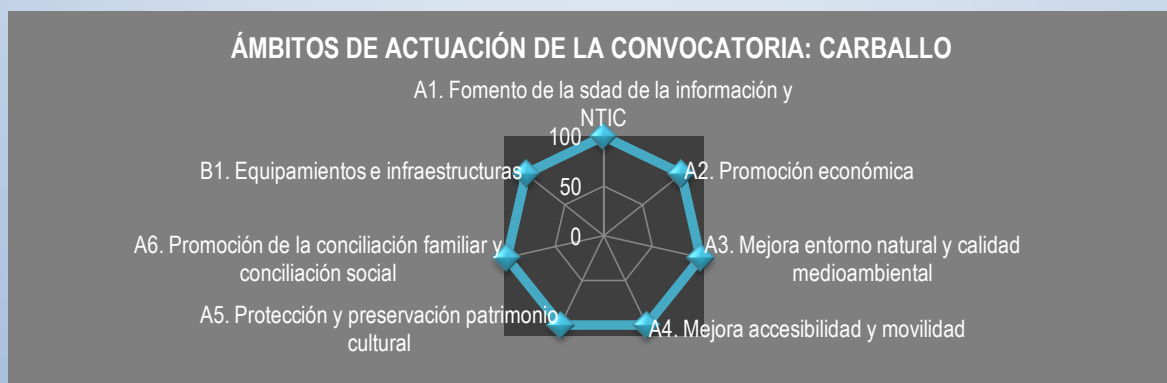 ÁMBITOS DE ACTUACIÓN DE LA CONVOCATORIA: CARBALLO
A1. Fomento de la sdad de la información y
NTIC
100
B1. Equipamientos e infraestructuras
A2. Promoción económica
50
A6. Promoción de la conciliación familiar y
conciliación social
0
A3. Mejora entorno natural y calidad
medioambiental
A5. Protección y preservación patrimonio
cultural
A4. Mejora accesibilidad y movilidad